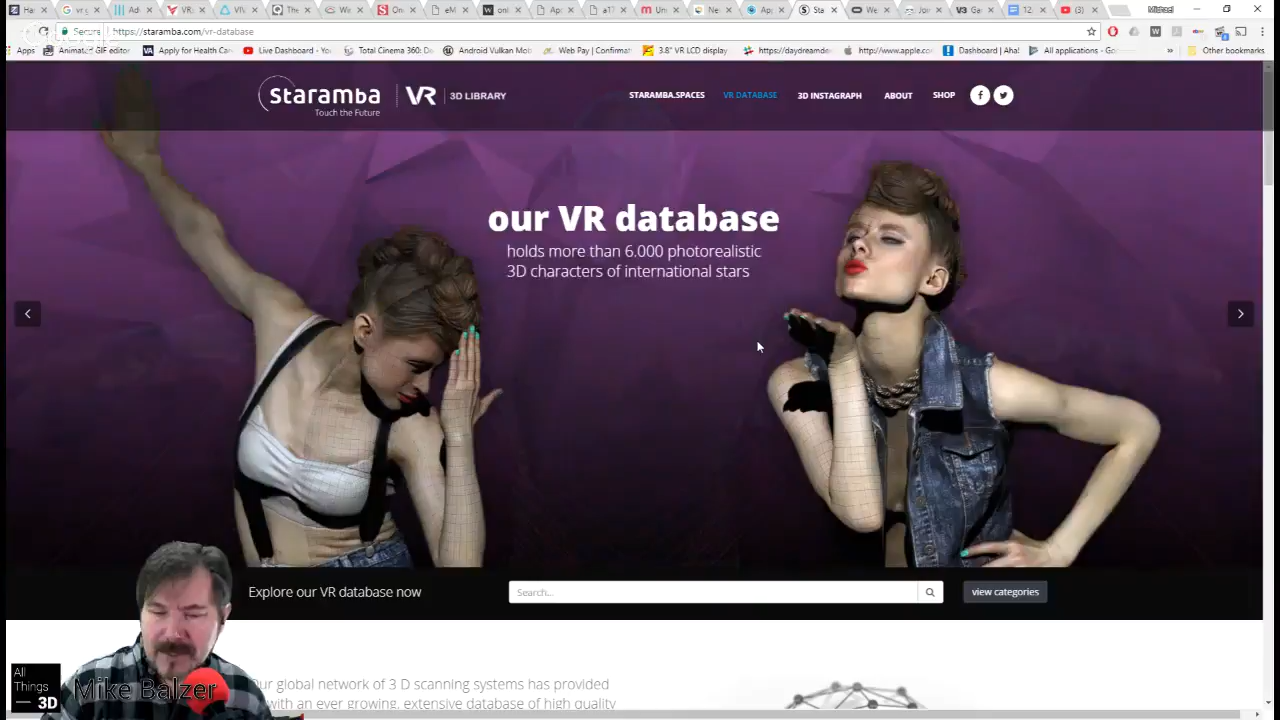 Secure
https://staramba.com/vr-database
Michael
Animated GIF editor
Apply for Health Car
Live Dashboard - You
Total Cinema 360: On
Android Vulkan Mob
Web Pay | Confirmat
3.8" VR LCD Display
https://daydreamde
http://www.apple.co
Dashboard | Aha!
All applications - Go
Other bookmarks
Staramba
Touch the Future
VR
3D LIBRARY
STARAMBA.SPACES
VR DATABASE
3D INSTAGRAPH
ABOUT
SHOP
our VR database
holds more than 6.000 photorealistic
3D characters of international stars
Explore our VR database now
Search...
view categories
Our global network of 3 D scanning systems has provided
with an ever growing, extensive database of high quality
All
Things
3D
Mike Balzer